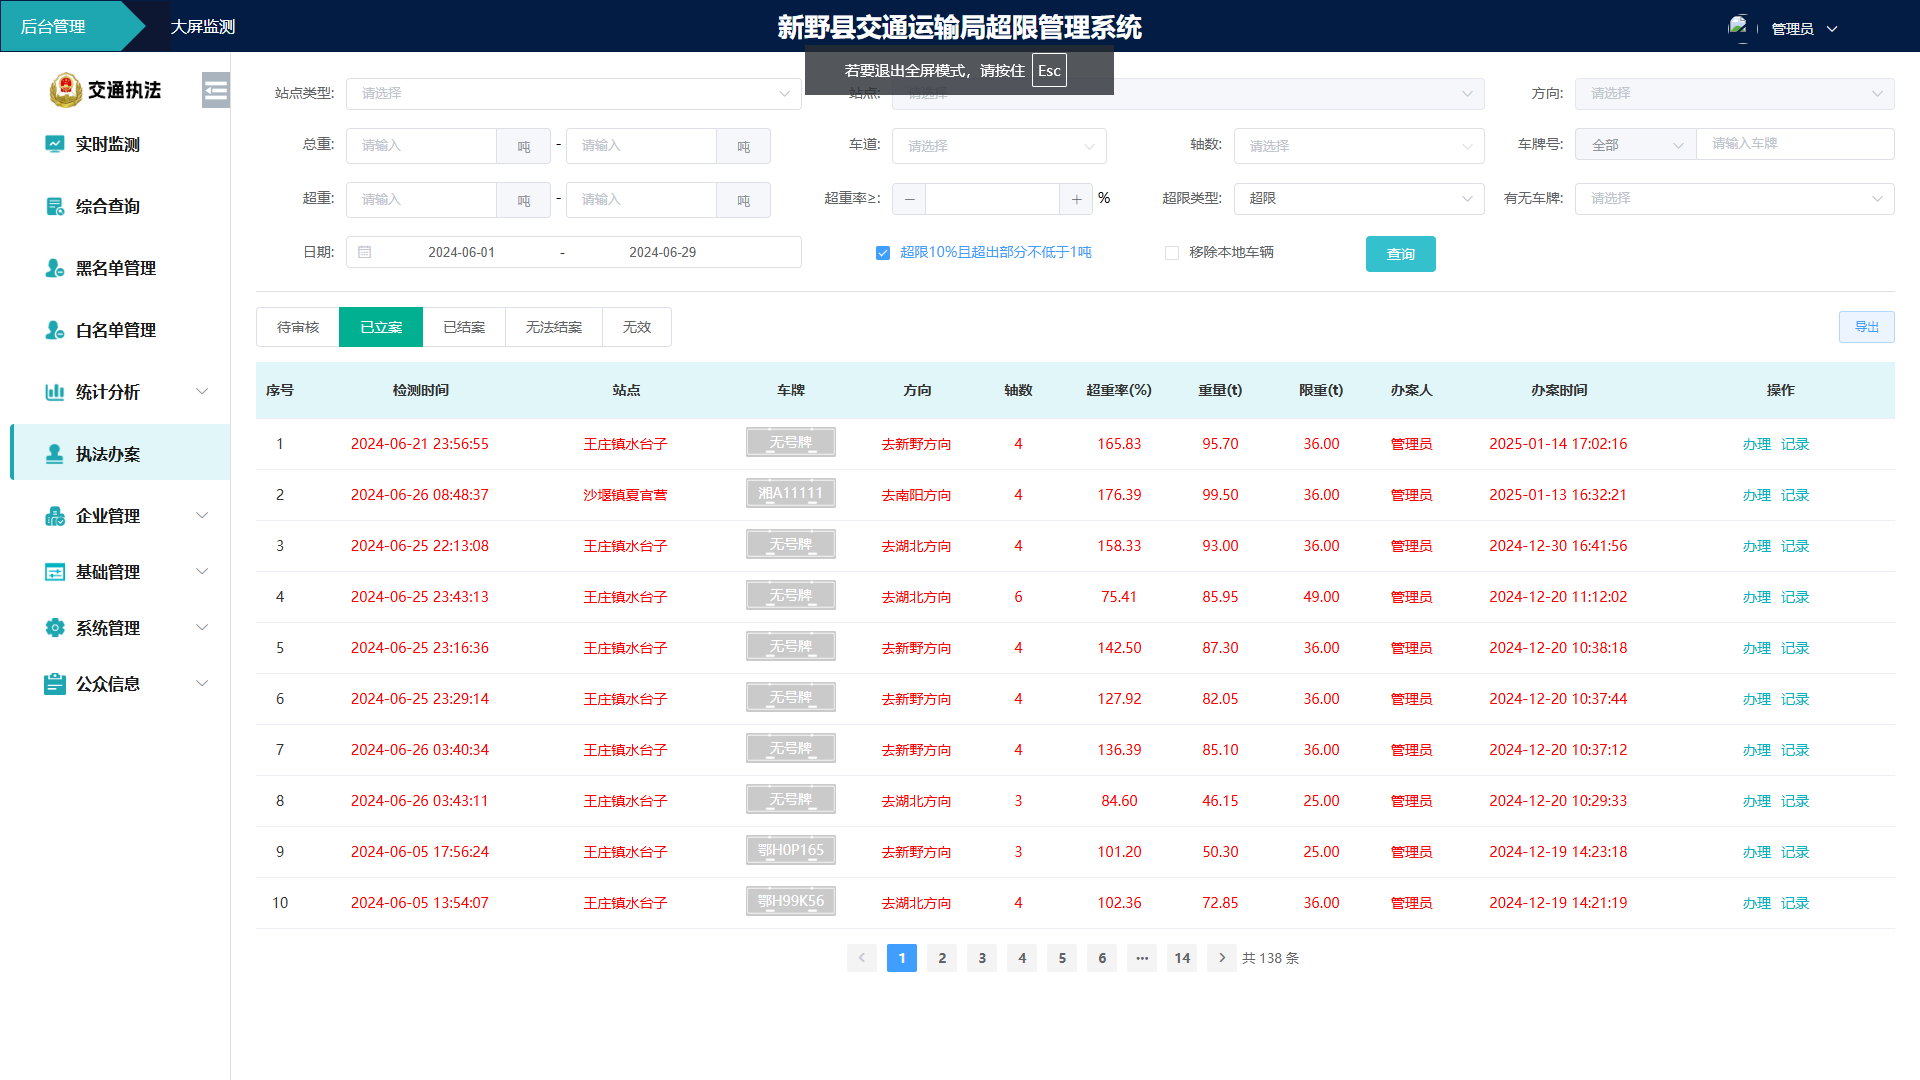 后台管理 大屏监测 新野县交通运输局超限管理系统 管理员
若要退出全屏模式，请按住 Esc
交通执法
实时监测
综合查询
黑名单管理
白名单管理
统计分析
执法办案
企业管理
基础管理
系统管理
公众信息
站点类型: 请选择 站点: 请选择 方向: 请选择
总重: 请输入 吨 - 请输入 吨 车道: 请选择 轴数: 请选择 车牌号: 全部 请输入车牌
超重: 请输入 吨 - 请输入 吨 超重率≥: − + % 超限类型: 超限 有无车牌: 请选择
日期: 2024-06-01 - 2024-06-29 超限10%且超出部分不低于1吨 移除本地车辆 查询
待审核 已立案 已结案 无法结案 无效 导出
序号 检测时间 站点 车牌 方向 轴数 超重率(%) 重量(t) 限重(t) 办案人 办案时间 操作
1 2024-06-21 23:56:55 王庄镇水台子 无号牌 去新野方向 4 165.83 95.70 36.00 管理员 2025-01-14 17:02:16 办理 记录
2 2024-06-26 08:48:37 沙堰镇夏官营 湘A11111 去南阳方向 4 176.39 99.50 36.00 管理员 2025-01-13 16:32:21 办理 记录
3 2024-06-25 22:13:08 王庄镇水台子 无号牌 去湖北方向 4 158.33 93.00 36.00 管理员 2024-12-30 16:41:56 办理 记录
4 2024-06-25 23:43:13 王庄镇水台子 无号牌 去湖北方向 6 75.41 85.95 49.00 管理员 2024-12-20 11:12:02 办理 记录
5 2024-06-25 23:16:36 王庄镇水台子 无号牌 去新野方向 4 142.50 87.30 36.00 管理员 2024-12-20 10:38:18 办理 记录
6 2024-06-25 23:29:14 王庄镇水台子 无号牌 去新野方向 4 127.92 82.05 36.00 管理员 2024-12-20 10:37:44 办理 记录
7 2024-06-26 03:40:34 王庄镇水台子 无号牌 去新野方向 4 136.39 85.10 36.00 管理员 2024-12-20 10:37:12 办理 记录
8 2024-06-26 03:43:11 王庄镇水台子 无号牌 去湖北方向 3 84.60 46.15 25.00 管理员 2024-12-20 10:29:33 办理 记录
9 2024-06-05 17:56:24 王庄镇水台子 鄂H0P165 去新野方向 3 101.20 50.30 25.00 管理员 2024-12-19 14:23:18 办理 记录
10 2024-06-05 13:54:07 王庄镇水台子 鄂H99K56 去湖北方向 4 102.36 72.85 36.00 管理员 2024-12-19 14:21:19 办理 记录
1 2 3 4 5 6 ··· 14 共 138 条